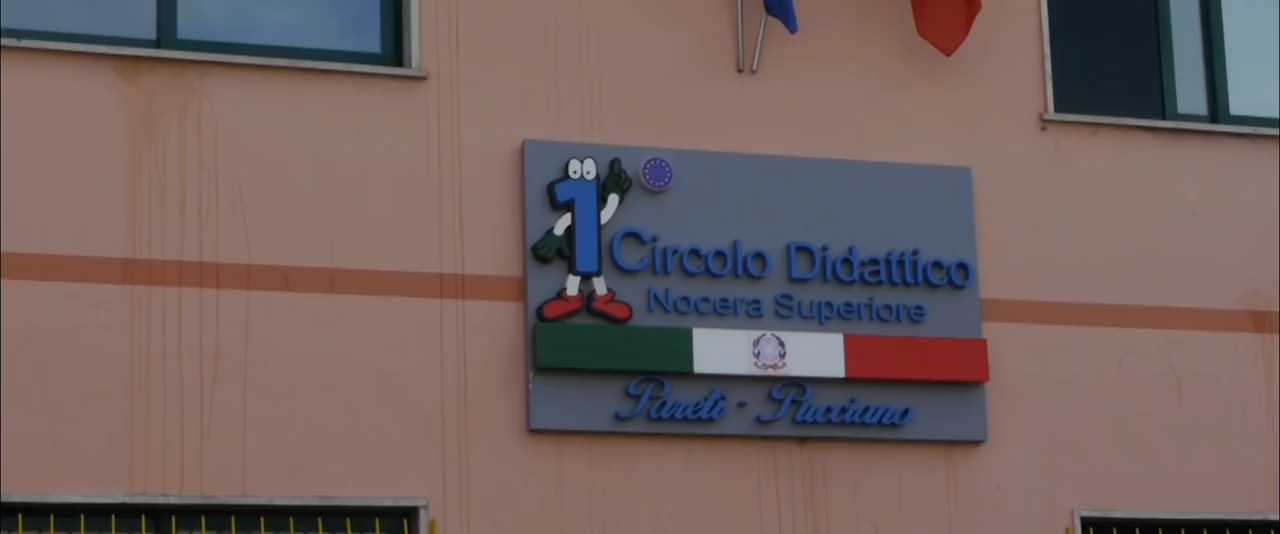 1 Circolo Didattico
Nocera Superiore
Pareti - Pucciano